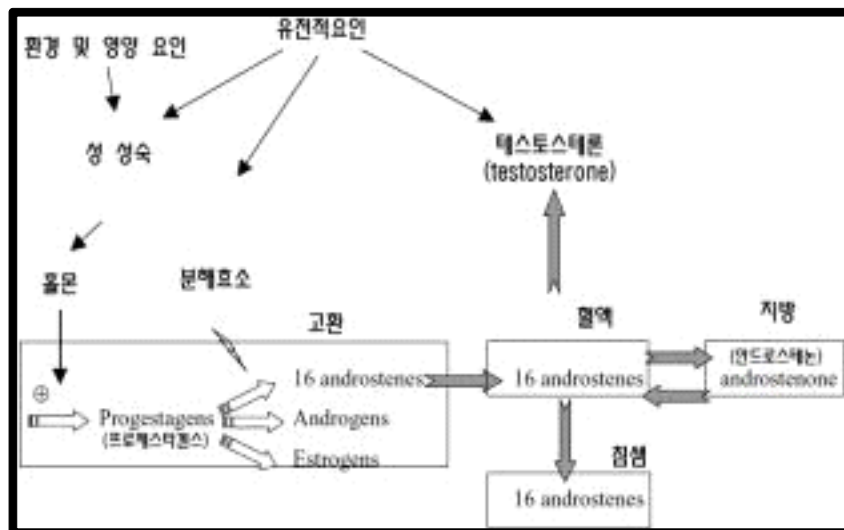 유전적요인
환경 및 영양 요인
성 성숙
테스토스테론
(testosterone)
홀몬
분해효소
고환
혈액
지방
16 androstenes
16 androstenes
(안드로스테논)
androstenone
⊕
Progestagens
(프로제스타겐스)
Androgens
Estrogens
침샘
16 androstenes